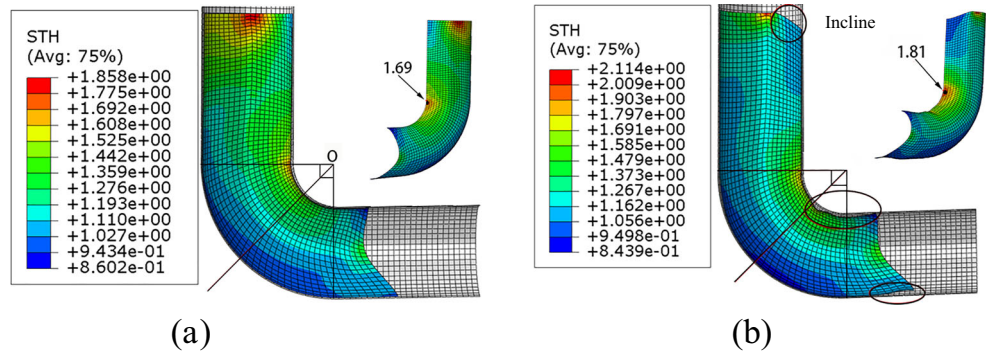 STH
(Avg: 75%)
+1.858e+00
+1.775e+00
+1.692e+00
+1.608e+00
+1.525e+00
+1.442e+00
+1.359e+00
+1.276e+00
+1.193e+00
+1.110e+00
+1.027e+00
+9.434e-01
+8.602e-01
1.69
O
(a)
STH
(Avg: 75%)
+2.114e+00
+2.009e+00
+1.903e+00
+1.797e+00
+1.691e+00
+1.585e+00
+1.479e+00
+1.373e+00
+1.267e+00
+1.162e+00
+1.056e+00
+9.498e-01
+8.439e-01
Incline
1.81
(b)